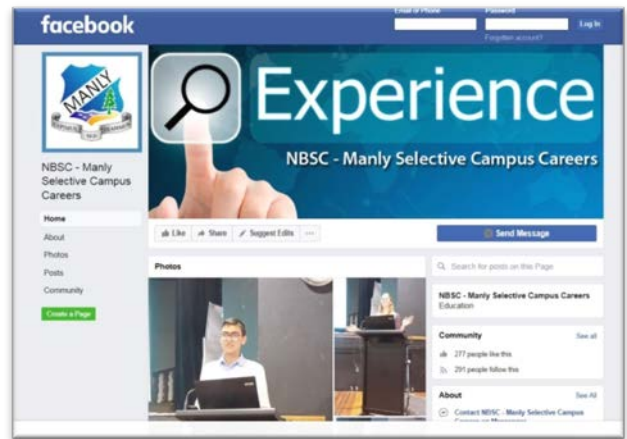 Email or Phone
Password
facebook
Log In
Forgotten account?
MANLY
Experience
NBSC - Manly Selective Campus Careers
NBSC - Manly
Selective Campus
Careers
Home
About
Photos
Posts
Community
Create a Page
Like
Share
Suggest Edits
Send Message
Photos
Search for posts on this Page
NBSC - Manly Selective Campus Careers
Education
Community
See all
277 people like this
291 people follow this
About
See All
Contact NBSC - Manly Selective Campus